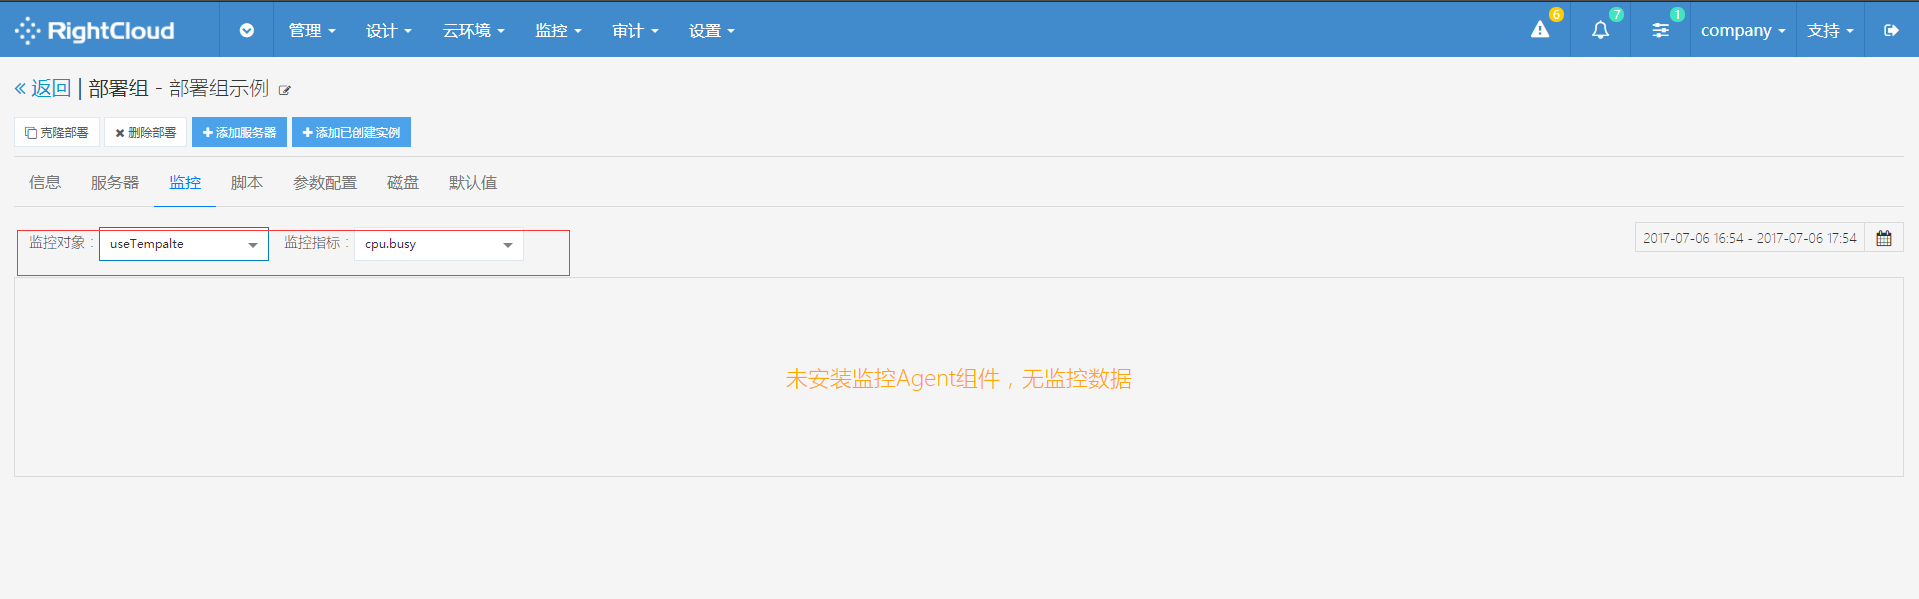 RightCloud 管理 设计 云环境 监控 审计 设置 6 7 1 company 支持
« 返回 | 部署组 - 部署组示例
克隆部署 删除部署 添加服务器 添加已创建实例
信息 服务器 监控 脚本 参数配置 磁盘 默认值
监控对象: useTempalte 监控指标: cpu.busy 2017-07-06 16:54 - 2017-07-06 17:54
未安装监控Agent组件，无监控数据